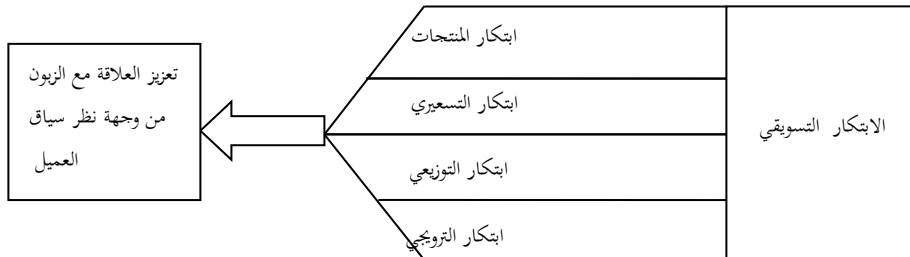 الابتكار التسويقي
ابتكار المنتجات
ابتكار التسعيري
ابتكار التوزيعي
ابتكار الترويجي
تعزيز العلاقة مع الزبون
من وجهة نظر سياق
العميل